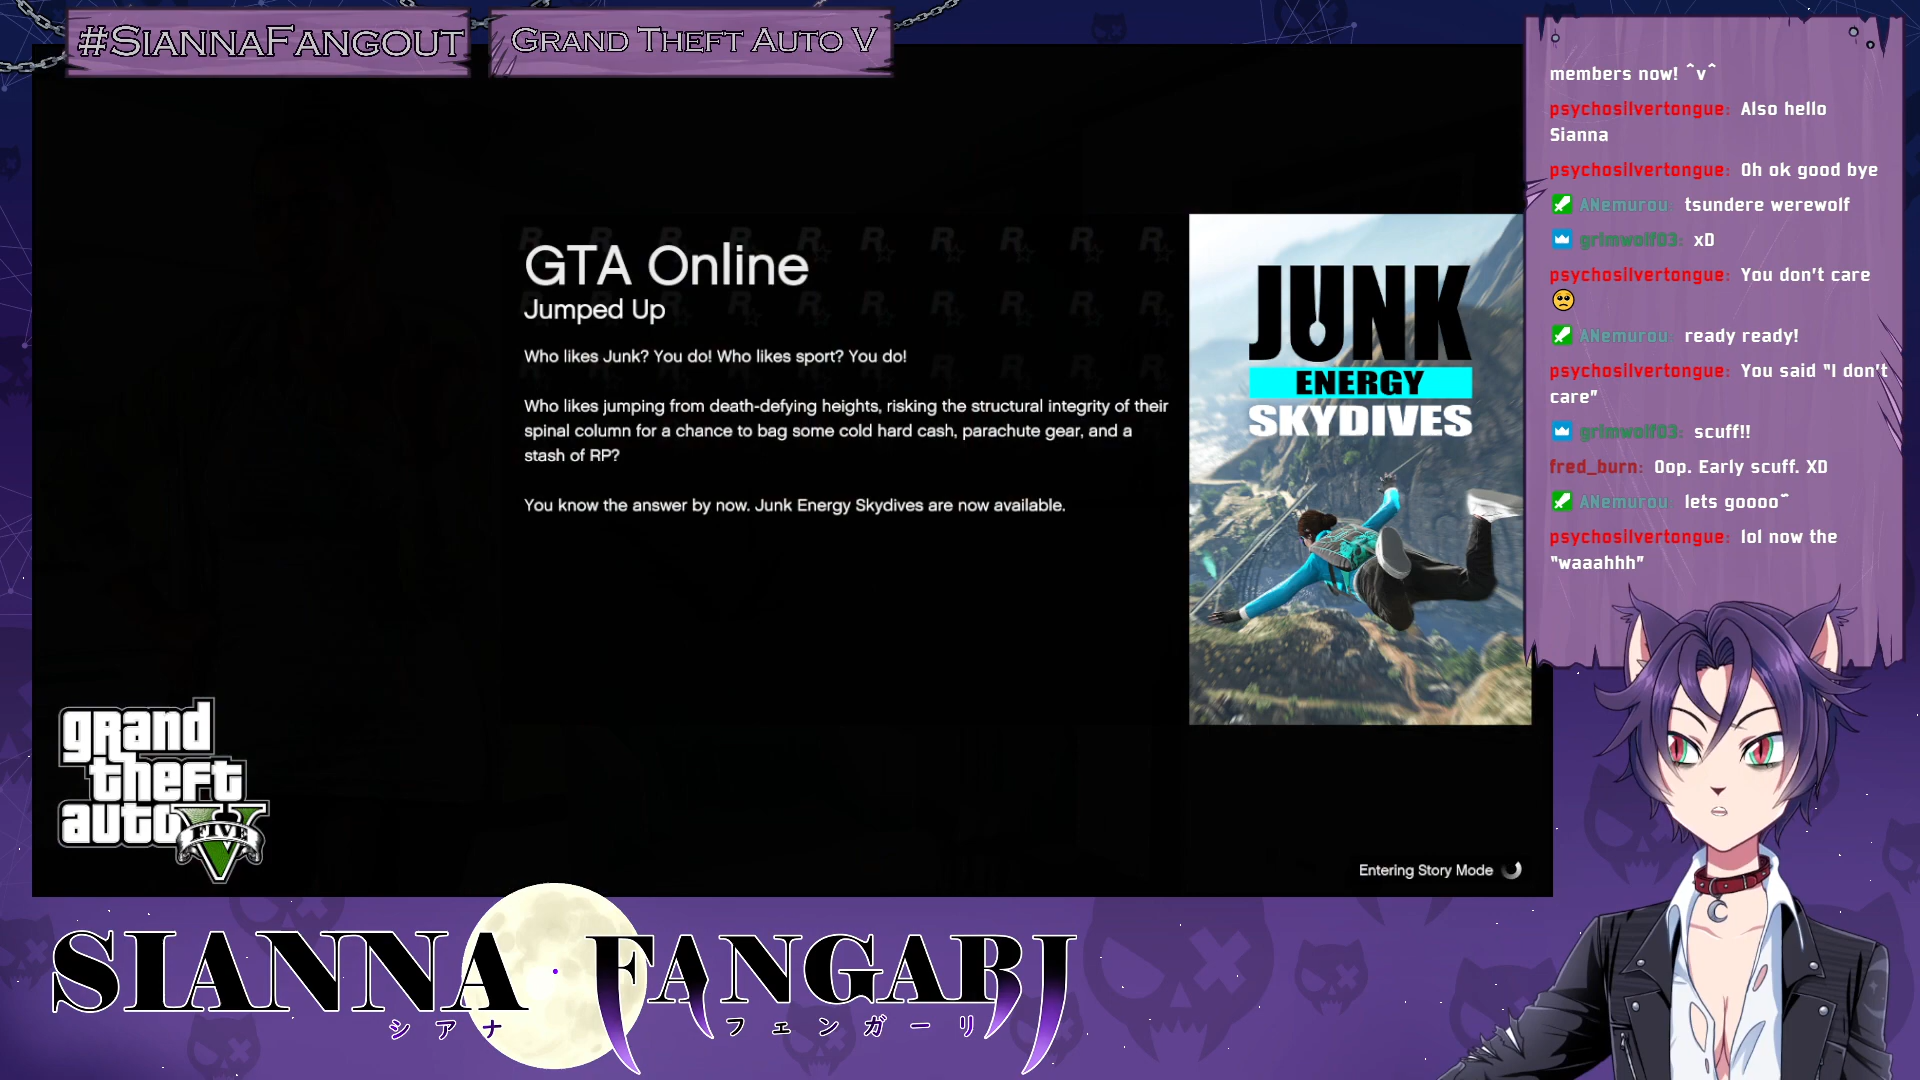 #SIANNAFANGOUT
GRAND THEFT AUTO V
GTA Online
Jumped Up
Who likes Junk? You do! Who likes sport? You do!
Who likes jumping from death-defying heights, risking the structural integrity of their
spinal column for a chance to bag some cold hard cash, parachute gear, and a
stash of RP?
You know the answer by now. Junk Energy Skydives are now available.
JUNK
ENERGY
SKYDIVES
grand
theft
auto
FIVE
V
Entering Story Mode
members now! ^v^
psychosilvertongue: Also hello
Sianna
psychosilvertongue: Oh ok good bye
ANemurou: tsundere werewolf
grimwolf03: xD
psychosilvertongue: You don't care
🥺
ANemurou: ready ready!
psychosilvertongue: You said "I don't
care"
grimwolf03: scuff!!
fred_burn: Oop. Early scuff. XD
ANemurou: lets goooo~
psychosilvertongue: lol now the
"waaahhh"
SIANNA FANGARI
シアナ フェンガーリ